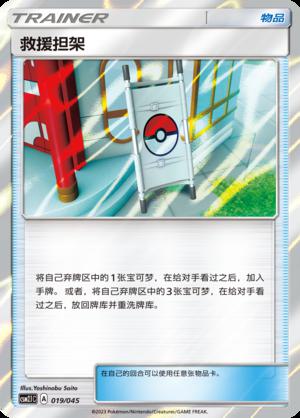 TRAINER
物品
救援担架
将自己弃牌区中的1张宝可梦，在给对手看过之后，加入
手牌。或者，将自己弃牌区中的3张宝可梦，在给对手看
过之后，放回牌库并重洗牌库。
Illus.Yoshinobu Saito
CSM2.1 C A 019/045
在自己的回合可以使用任意张物品卡。
©2023 Pokémon/Nintendo/Creatures/GAME FREAK.